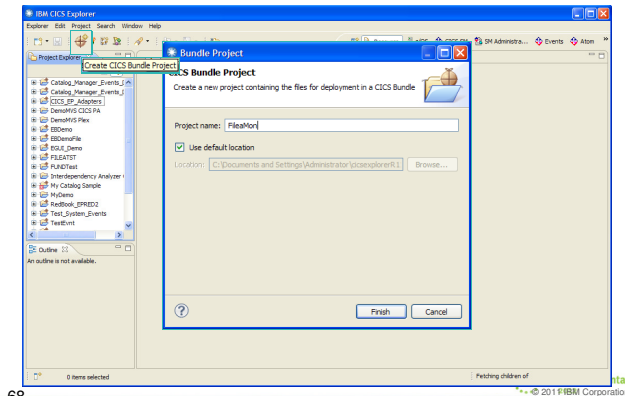 IBM CICS Explorer
Explorer Edit Project Search Window Help
SM Administra... Events Atom »
Project Explorer
Create CICS Bundle Project
Catalog_Manager_Events_
Catalog_Manager_Events_
CICS_EP_Adapters
DemoMVS CICS PA
DemoMVS Plex
EBDemo
EBDemoFile
EGUI_Demo
FILEATST
FUNDTest
Interdependency Analyzer
My Catalog Sample
MyDemo
RedBook_EPRED2
Test_System_Events
TestEvnt
Outline
An outline is not available.
Bundle Project
CICS Bundle Project
Create a new project containing the files for deployment in a CICS Bundle
Project name: FileaMon
Use default location
Location: C:\Documents and Settings\Administrator\cicsexplorerR1 Browse...
Finish Cancel
0 items selected
Fetching children of
68
© 2011 IBM Corporation